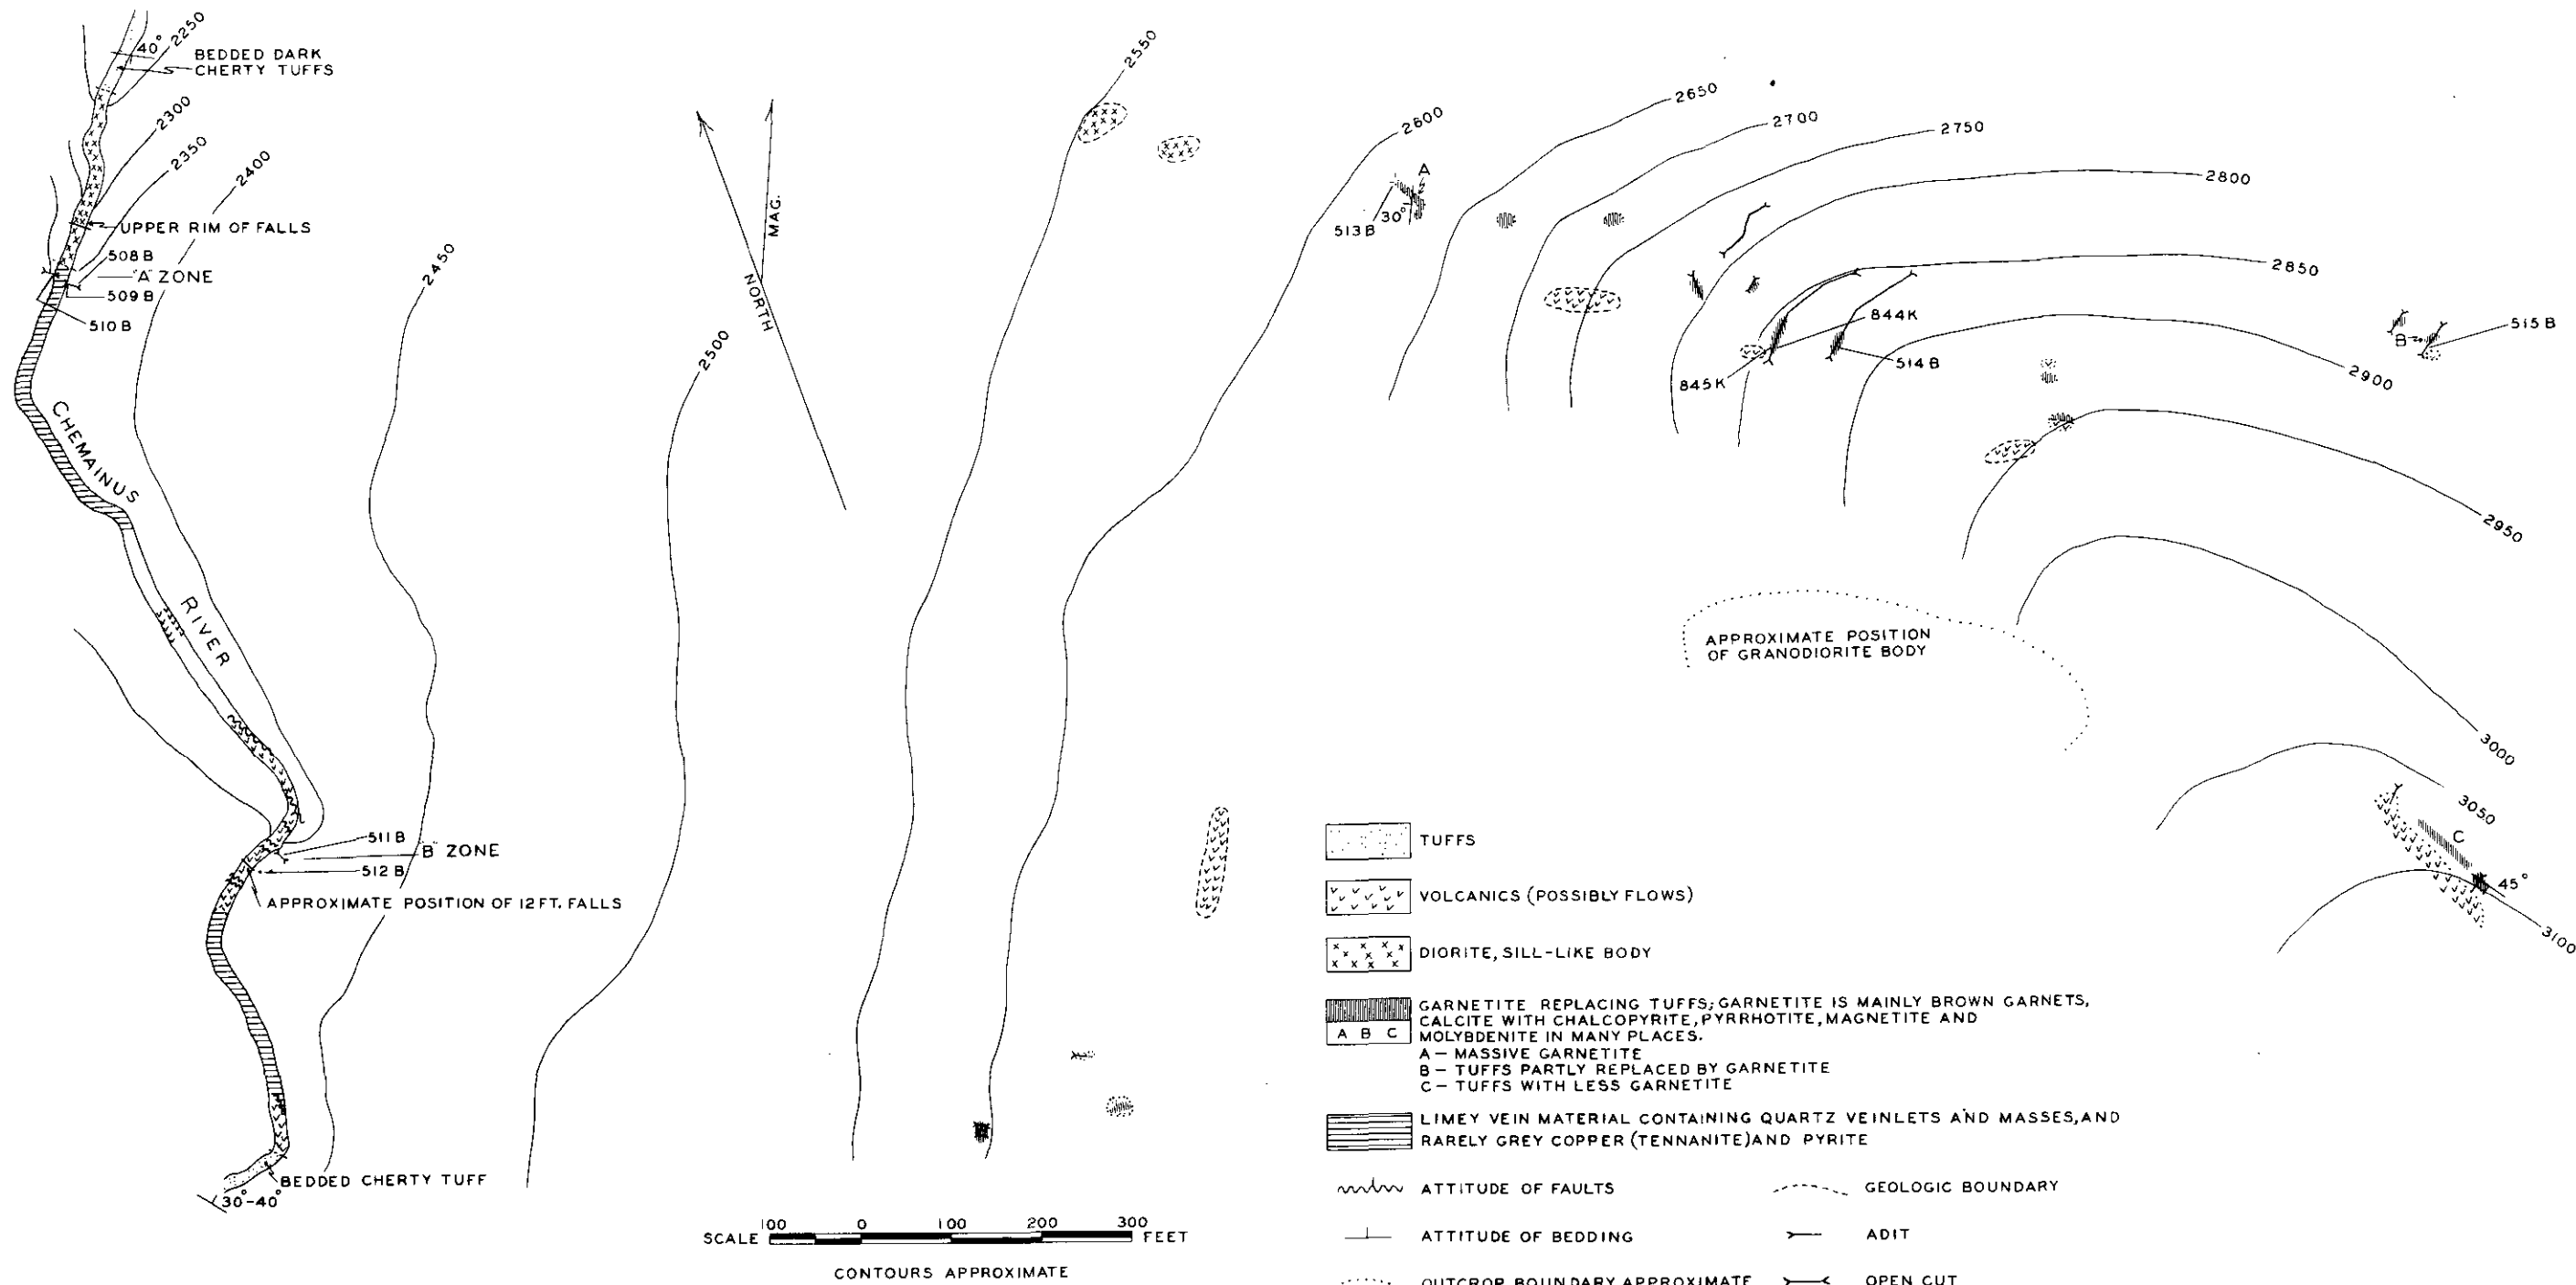 40°
2250
BEDDED DARK
CHERTY TUFFS
2300
2350
2400
UPPER RIM OF FALLS
508 B
"A" ZONE
509 B
510 B
CHEMAINUS
RIVER
2450
2500
NORTH
MAG.
2550
2600
A
513 B
30°
2650
2700
2750
2800
2850
844K
514 B
845K
B
515 B
2900
2950
APPROXIMATE POSITION
OF GRANODIORITE BODY
3000
3050
C
45°
3100
511 B
"B" ZONE
512 B
APPROXIMATE POSITION OF 12 FT. FALLS
BEDDED CHERTY TUFF
30°-40°
SCALE 100 0 100 200 300 FEET
CONTOURS APPROXIMATE
TUFFS
VOLCANICS (POSSIBLY FLOWS)
DIORITE, SILL-LIKE BODY
GARNETITE REPLACING TUFFS; GARNETITE IS MAINLY BROWN GARNETS,
CALCITE WITH CHALCOPYRITE, PYRRHOTITE, MAGNETITE AND
A B C MOLYBDENITE IN MANY PLACES.
A – MASSIVE GARNETITE
B – TUFFS PARTLY REPLACED BY GARNETITE
C – TUFFS WITH LESS GARNETITE
LIMEY VEIN MATERIAL CONTAINING QUARTZ VEINLETS AND MASSES, AND
RARELY GREY COPPER (TENNANITE) AND PYRITE
ATTITUDE OF FAULTS
GEOLOGIC BOUNDARY
ATTITUDE OF BEDDING
ADIT
OUTCROP BOUNDARY APPROXIMATE
OPEN CUT